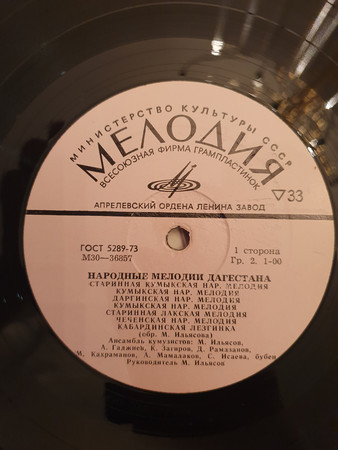 МИНИСТЕРСТВО КУЛЬТУРЫ СССР
МЕЛОДИЯ
ВСЕСОЮЗНАЯ ФИРМА ГРАМПЛАСТИНОК
АПРЕЛЕВСКИЙ ОРДЕНА ЛЕНИНА ЗАВОД
▽33
ГОСТ 5289-73
М30—36857
1 сторона
Гр. 2. 1-00
НАРОДНЫЕ МЕЛОДИИ ДАГЕСТАНА
СТАРИННАЯ КУМЫКСКАЯ НАР. МЕЛОДИЯ
КУМЫКСКАЯ НАР. МЕЛОДИЯ
ДАРГИНСКАЯ НАР. МЕЛОДИЯ
КУМЫКСКАЯ НАР. МЕЛОДИЯ
СТАРИННАЯ ЛАКСКАЯ МЕЛОДИЯ
ЧЕЧЕНСКАЯ НАР. МЕЛОДИЯ
КАБАРДИНСКАЯ ЛЕЗГИНКА
(обр. М. Ильясова)
Ансамбль кумузистов: М. Ильясов,
А. Гаджиев, К. Загиров, Д. Рамазанов,
М. Кахраманов, А. Мамалаков, С. Исаева, бубен
Руководитель М. Ильясов